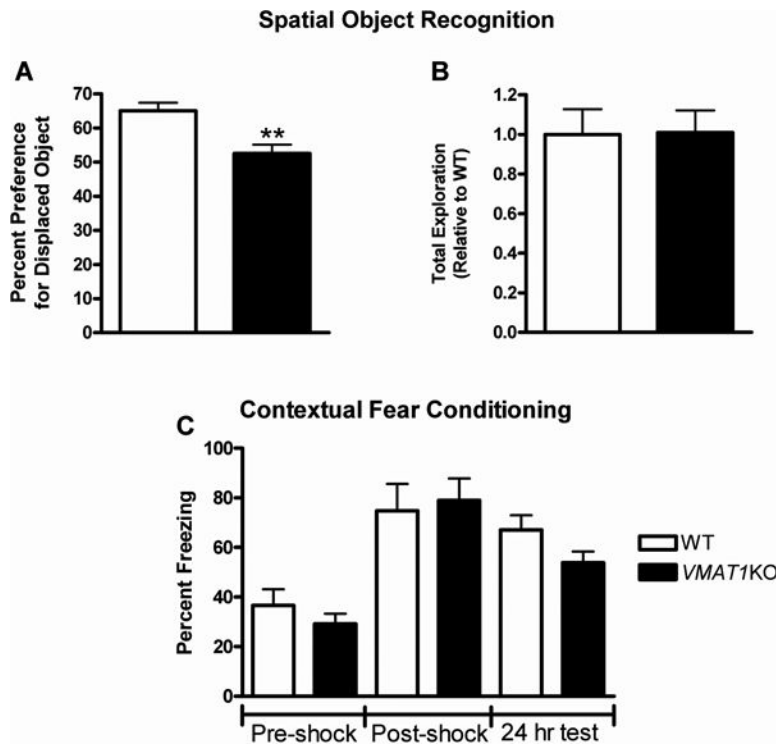 Spatial Object Recognition
A
Percent Preference
for Displaced Object
70
60
50
40
30
20
10
0
**
B
Total Exploration
(Relative to WT)
1.2
1.0
0.8
0.6
0.4
0.2
0.0
Contextual Fear Conditioning
C
Percent Freezing
100
80
60
40
20
0
Pre-shock Post-shock 24 hr test
WT
VMAT1KO